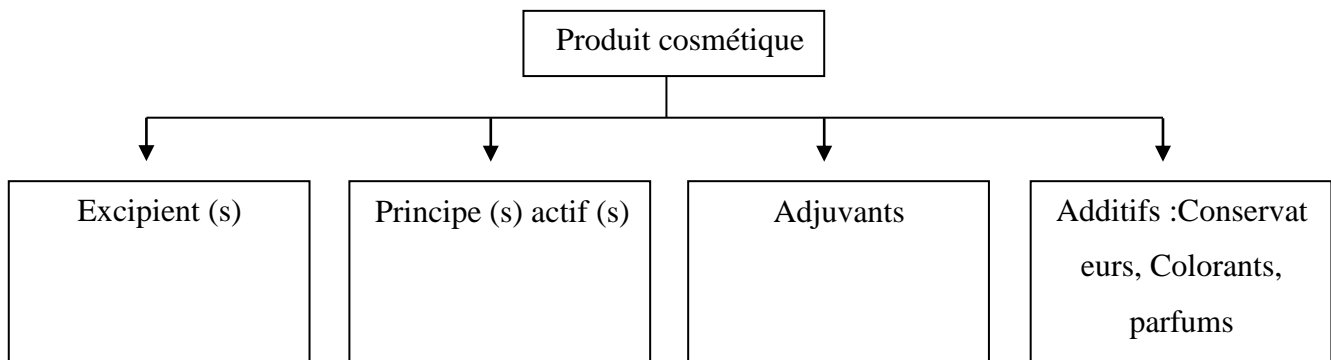 Produit cosmétique
Excipient (s)
Principe (s) actif (s)
Adjuvants
Additifs :Conservat
eurs, Colorants,
parfums